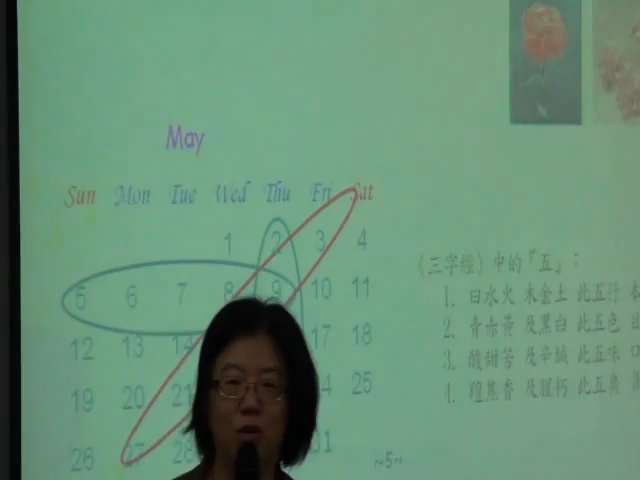 May
Sun Mon Tue Wed Thu Fri Sat
1 2 3 4
5 6 7 8 9 10 11
12 13 14 17 18
19 20 21 25
26 27 28 31
《三字經》中的『五』:
1. 曰水火 木金土 此五行 本
2. 青赤黃 及黑白 此五色 目
3. 酸甜苦 及辛鹹 此五味 口
4. 羶焦香 及腥朽 此五臭
~5~